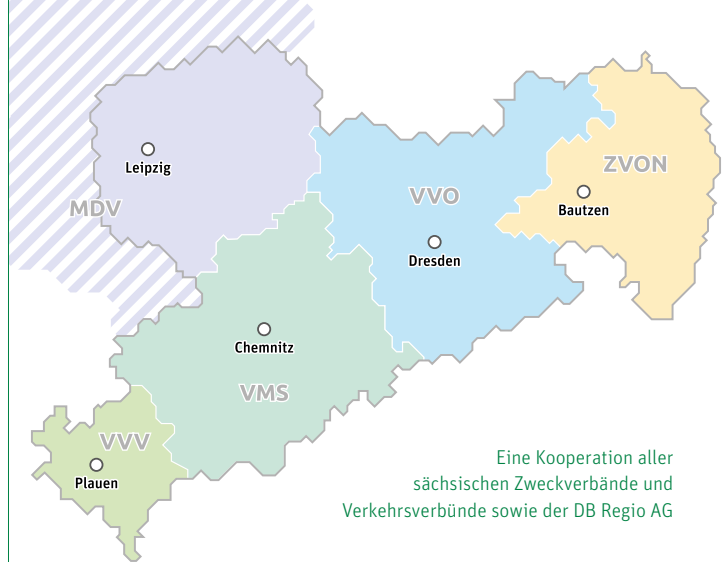 Leipzig
ZVON
VVO
MDV
Bautzen
Dresden
Chemnitz
VMS
VVV
Plauen
Eine Kooperation aller
sächsischen Zweckverbände und
Verkehrsverbünde sowie der DB Regio AG